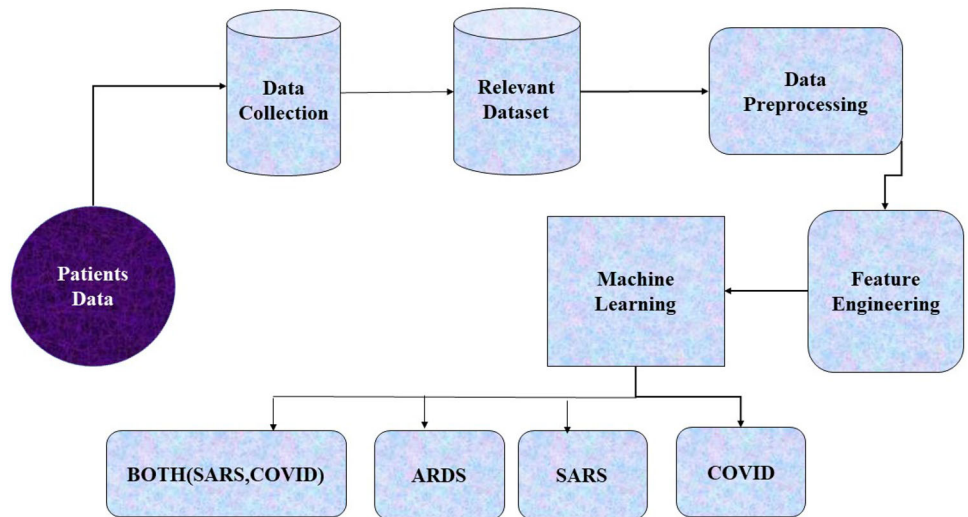 Data
Collection
Relevant
Dataset
Data
Preprocessing
Patients
Data
Machine
Learning
Feature
Engineering
BOTH(SARS,COVID)
ARDS
SARS
COVID